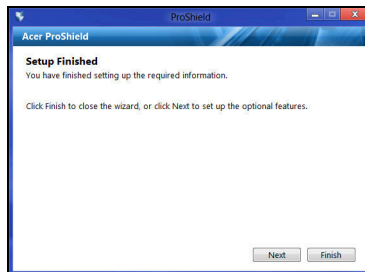 ProShield
Acer ProShield
Setup Finished
You have finished setting up the required information.
Click Finish to close the wizard, or click Next to set up the optional features.
Next
Finish